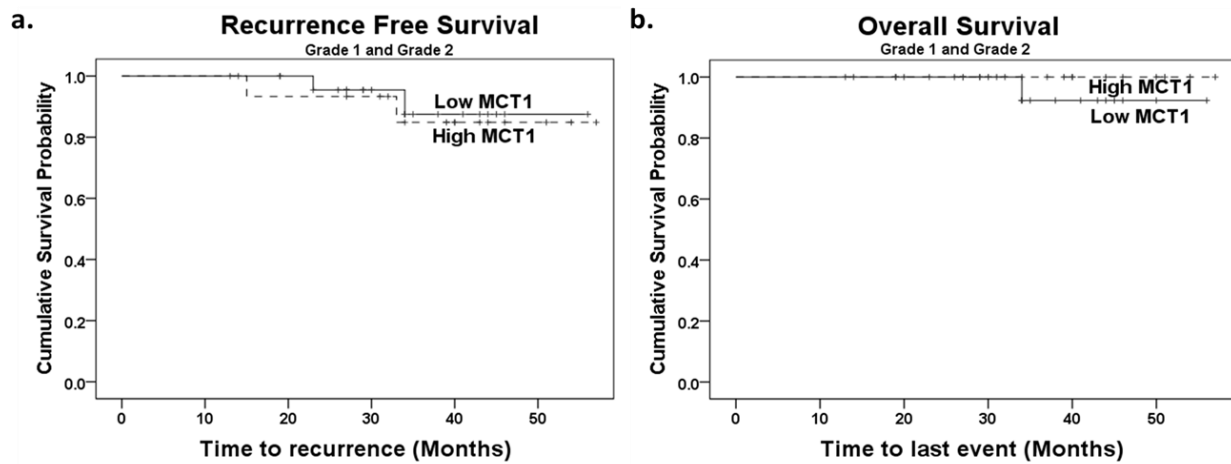 a.
Recurrence Free Survival
Grade 1 and Grade 2
Cumulative Survival Probability
1.0
0.8
0.6
0.4
0.2
0.0
Low MCT1
High MCT1
0 10 20 30 40 50
Time to recurrence (Months)
b.
Overall Survival
Grade 1 and Grade 2
Cumulative Survival Probability
1.0
0.8
0.6
0.4
0.2
0.0
High MCT1
Low MCT1
0 10 20 30 40 50
Time to last event (Months)